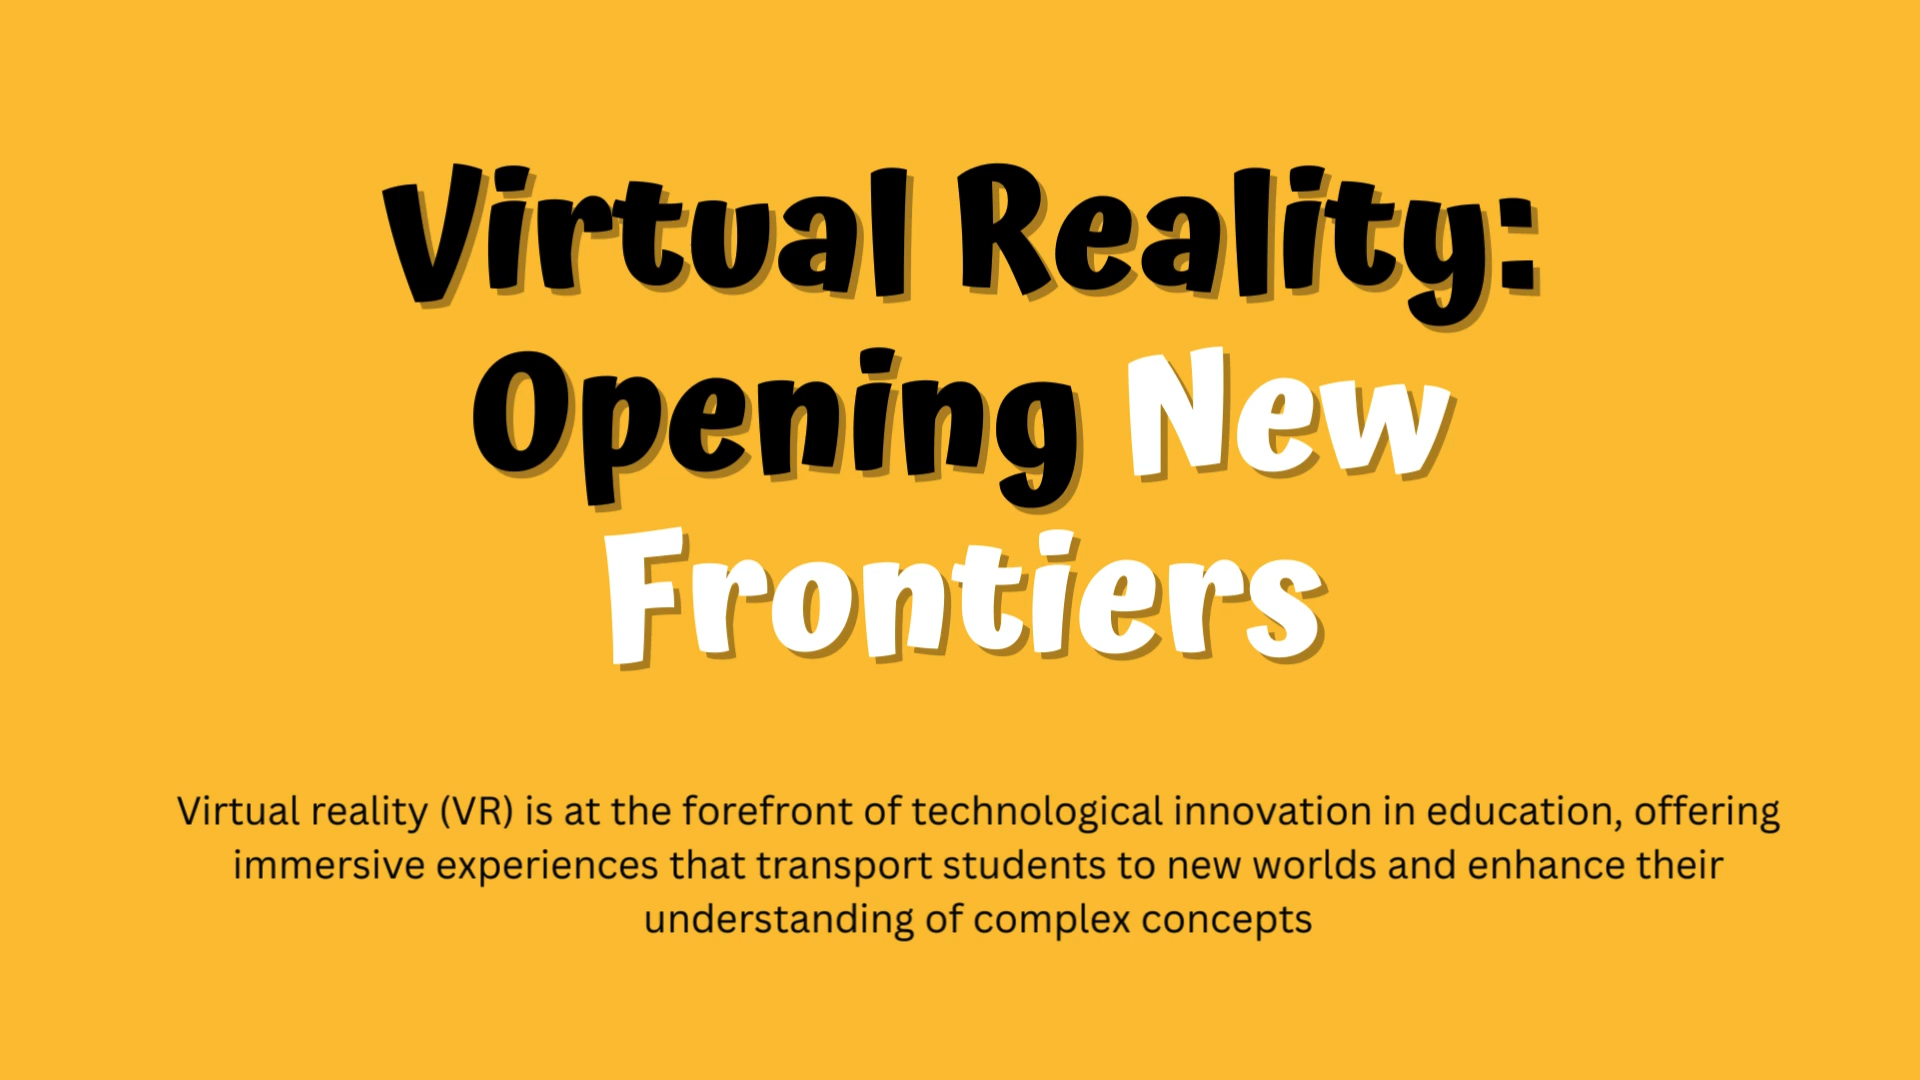 Virtual Reality:
Opening New
Frontiers
Virtual reality (VR) is at the forefront of technological innovation in education, offering
immersive experiences that transport students to new worlds and enhance their
understanding of complex concepts